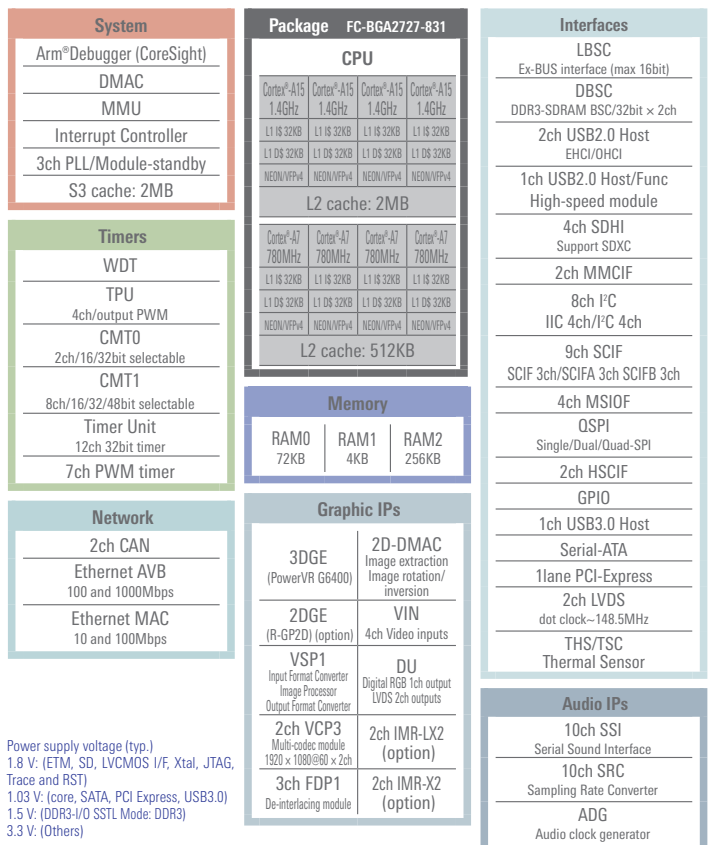 System
Arm®Debugger (CoreSight)
DMAC
MMU
Interrupt Controller
3ch PLL/Module-standby
S3 cache: 2MB
Timers
WDT
TPU
4ch/output PWM
CMT0
2ch/16/32bit selectable
CMT1
8ch/16/32/48bit selectable
Timer Unit
12ch 32bit timer
7ch PWM timer
Network
2ch CAN
Ethernet AVB
100 and 1000Mbps
Ethernet MAC
10 and 100Mbps
Power supply voltage (typ.)
1.8 V: (ETM, SD, LVCMOS I/F, Xtal, JTAG,
Trace and RST)
1.03 V: (core, SATA, PCI Express, USB3.0)
1.5 V: (DDR3-I/O SSTL Mode: DDR3)
3.3 V: (Others)
Package FC-BGA2727-831
CPU
Cortex®-A15 Cortex®-A15 Cortex®-A15 Cortex®-A15
1.4GHz 1.4GHz 1.4GHz 1.4GHz
L1 I$ 32KB L1 I$ 32KB L1 I$ 32KB L1 I$ 32KB
L1 D$ 32KB L1 D$ 32KB L1 D$ 32KB L1 D$ 32KB
NEON/VFPv4 NEON/VFPv4 NEON/VFPv4 NEON/VFPv4
L2 cache: 2MB
Cortex®-A7 Cortex®-A7 Cortex®-A7 Cortex®-A7
780MHz 780MHz 780MHz 780MHz
L1 I$ 32KB L1 I$ 32KB L1 I$ 32KB L1 I$ 32KB
L1 D$ 32KB L1 D$ 32KB L1 D$ 32KB L1 D$ 32KB
NEON/VFPv4 NEON/VFPv4 NEON/VFPv4 NEON/VFPv4
L2 cache: 512KB
Memory
RAM0 RAM1 RAM2
72KB 4KB 256KB
Graphic IPs
3DGE
(PowerVR G6400)
2D-DMAC
Image extraction
Image rotation/
inversion
2DGE
(R-GP2D) (option)
VIN
4ch Video inputs
VSP1
Input Format Converter
Image Processor
Output Format Converter
DU
Digital RGB 1ch output
LVDS 2ch outputs
2ch VCP3
Multi-codec module
1920 × 1080@60 × 2ch
2ch IMR-LX2
(option)
3ch FDP1
De-interlacing module
2ch IMR-X2
(option)
Interfaces
LBSC
Ex-BUS interface (max 16bit)
DBSC
DDR3-SDRAM BSC/32bit × 2ch
2ch USB2.0 Host
EHCI/OHCI
1ch USB2.0 Host/Func
High-speed module
4ch SDHI
Support SDXC
2ch MMCIF
8ch I²C
IIC 4ch/I²C 4ch
9ch SCIF
SCIF 3ch/SCIFA 3ch SCIFB 3ch
4ch MSIOF
QSPI
Single/Dual/Quad-SPI
2ch HSCIF
GPIO
1ch USB3.0 Host
Serial-ATA
1lane PCI-Express
2ch LVDS
dot clock~148.5MHz
THS/TSC
Thermal Sensor
Audio IPs
10ch SSI
Serial Sound Interface
10ch SRC
Sampling Rate Converter
ADG
Audio clock generator